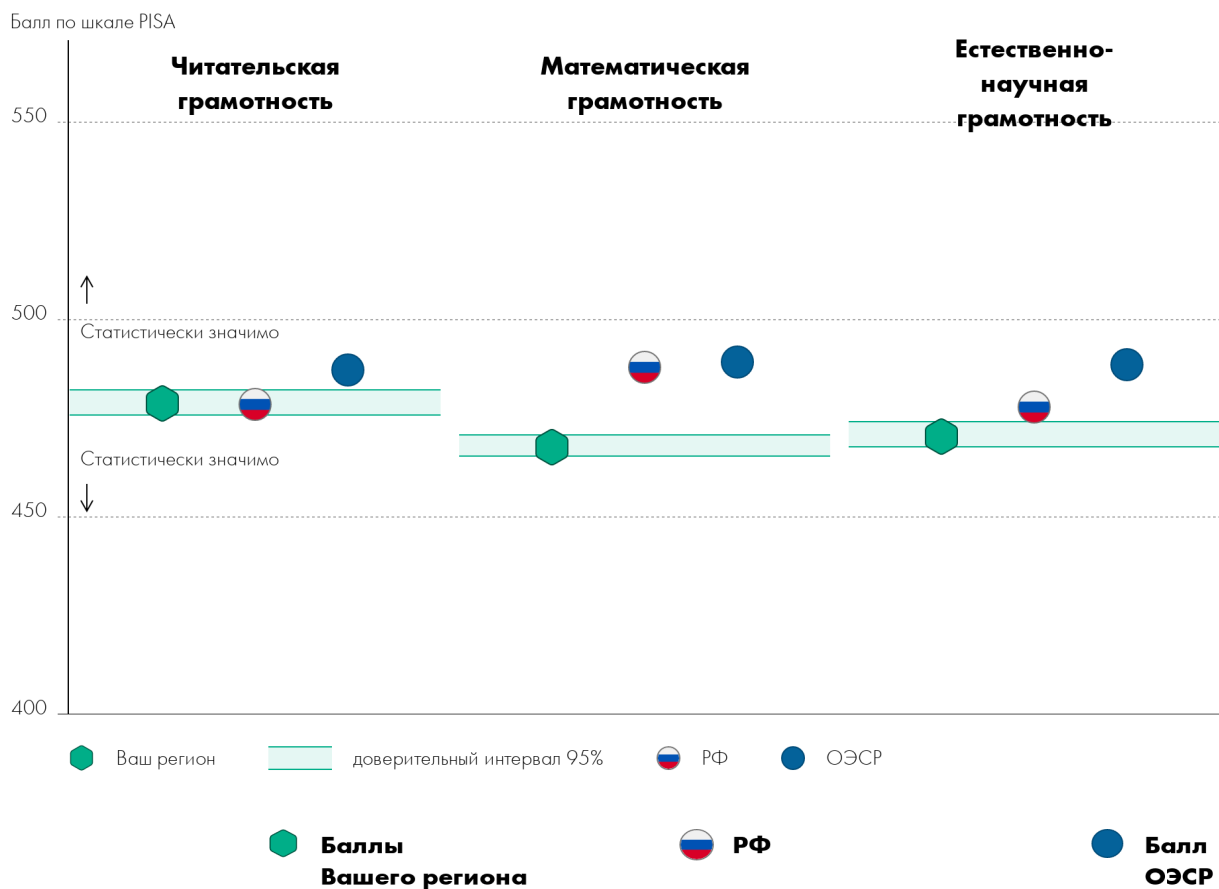 Балл по шкале PISA
Читательская
грамотность
Математическая
грамотность
Естественно-
научная
грамотность
550
500
Статистически значимо
Статистически значимо
450
400
Ваш регион
доверительный интервал 95%
РФ
ОЭСР
Баллы
Вашего региона
РФ
Балл
ОЭСР